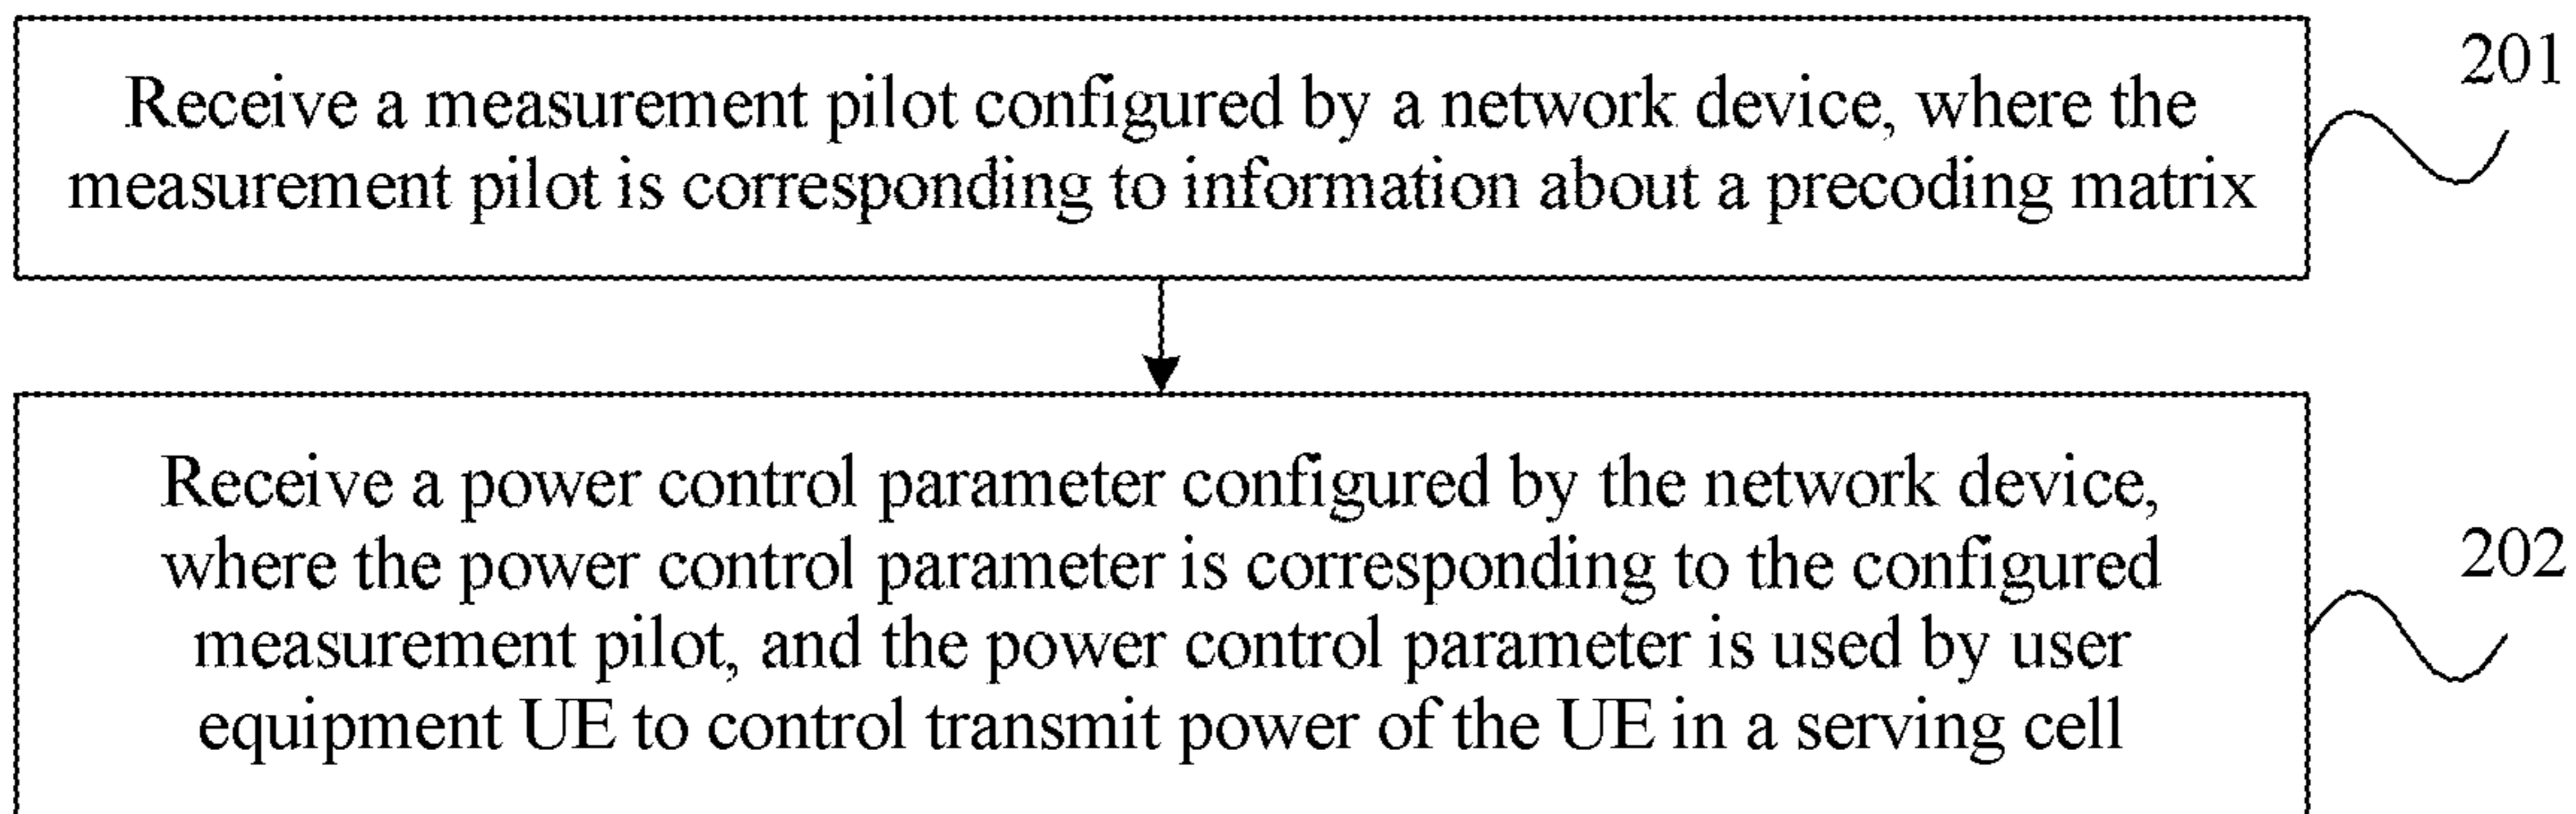 201
Receive a measurement pilot configured by a network device, where the
measurement pilot is corresponding to information about a precoding matrix
Receive a power control parameter configured by the network device,
where the power control parameter is corresponding to the configured
202
measurement pilot, and the power control parameter is used by user
equipment UE to control transmit power of the UE in a serving cell